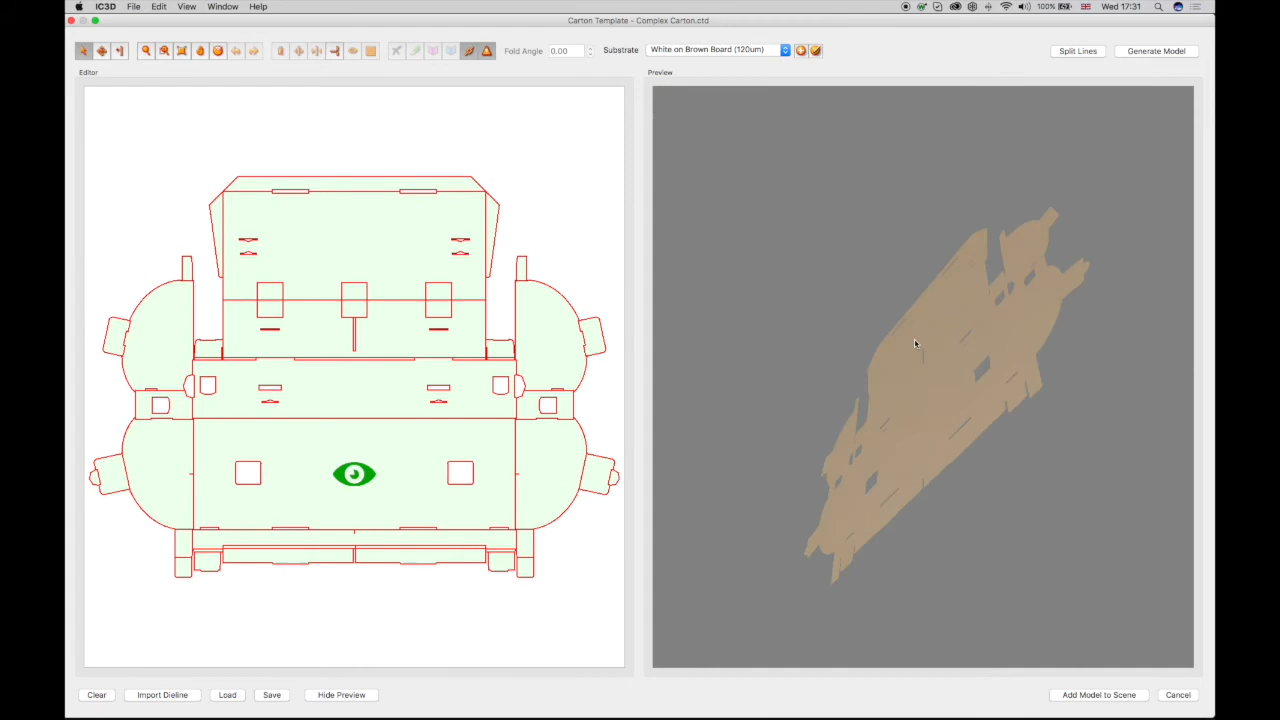 IC3D File Edit View Window Help 100% Wed 17:31
Carton Template - Complex Carton.ctd
Fold Angle 0.00 Substrate White on Brown Board (120um) Split Lines Generate Model
Editor Preview
Clear Import Dieline Load Save Hide Preview Add Model to Scene Cancel